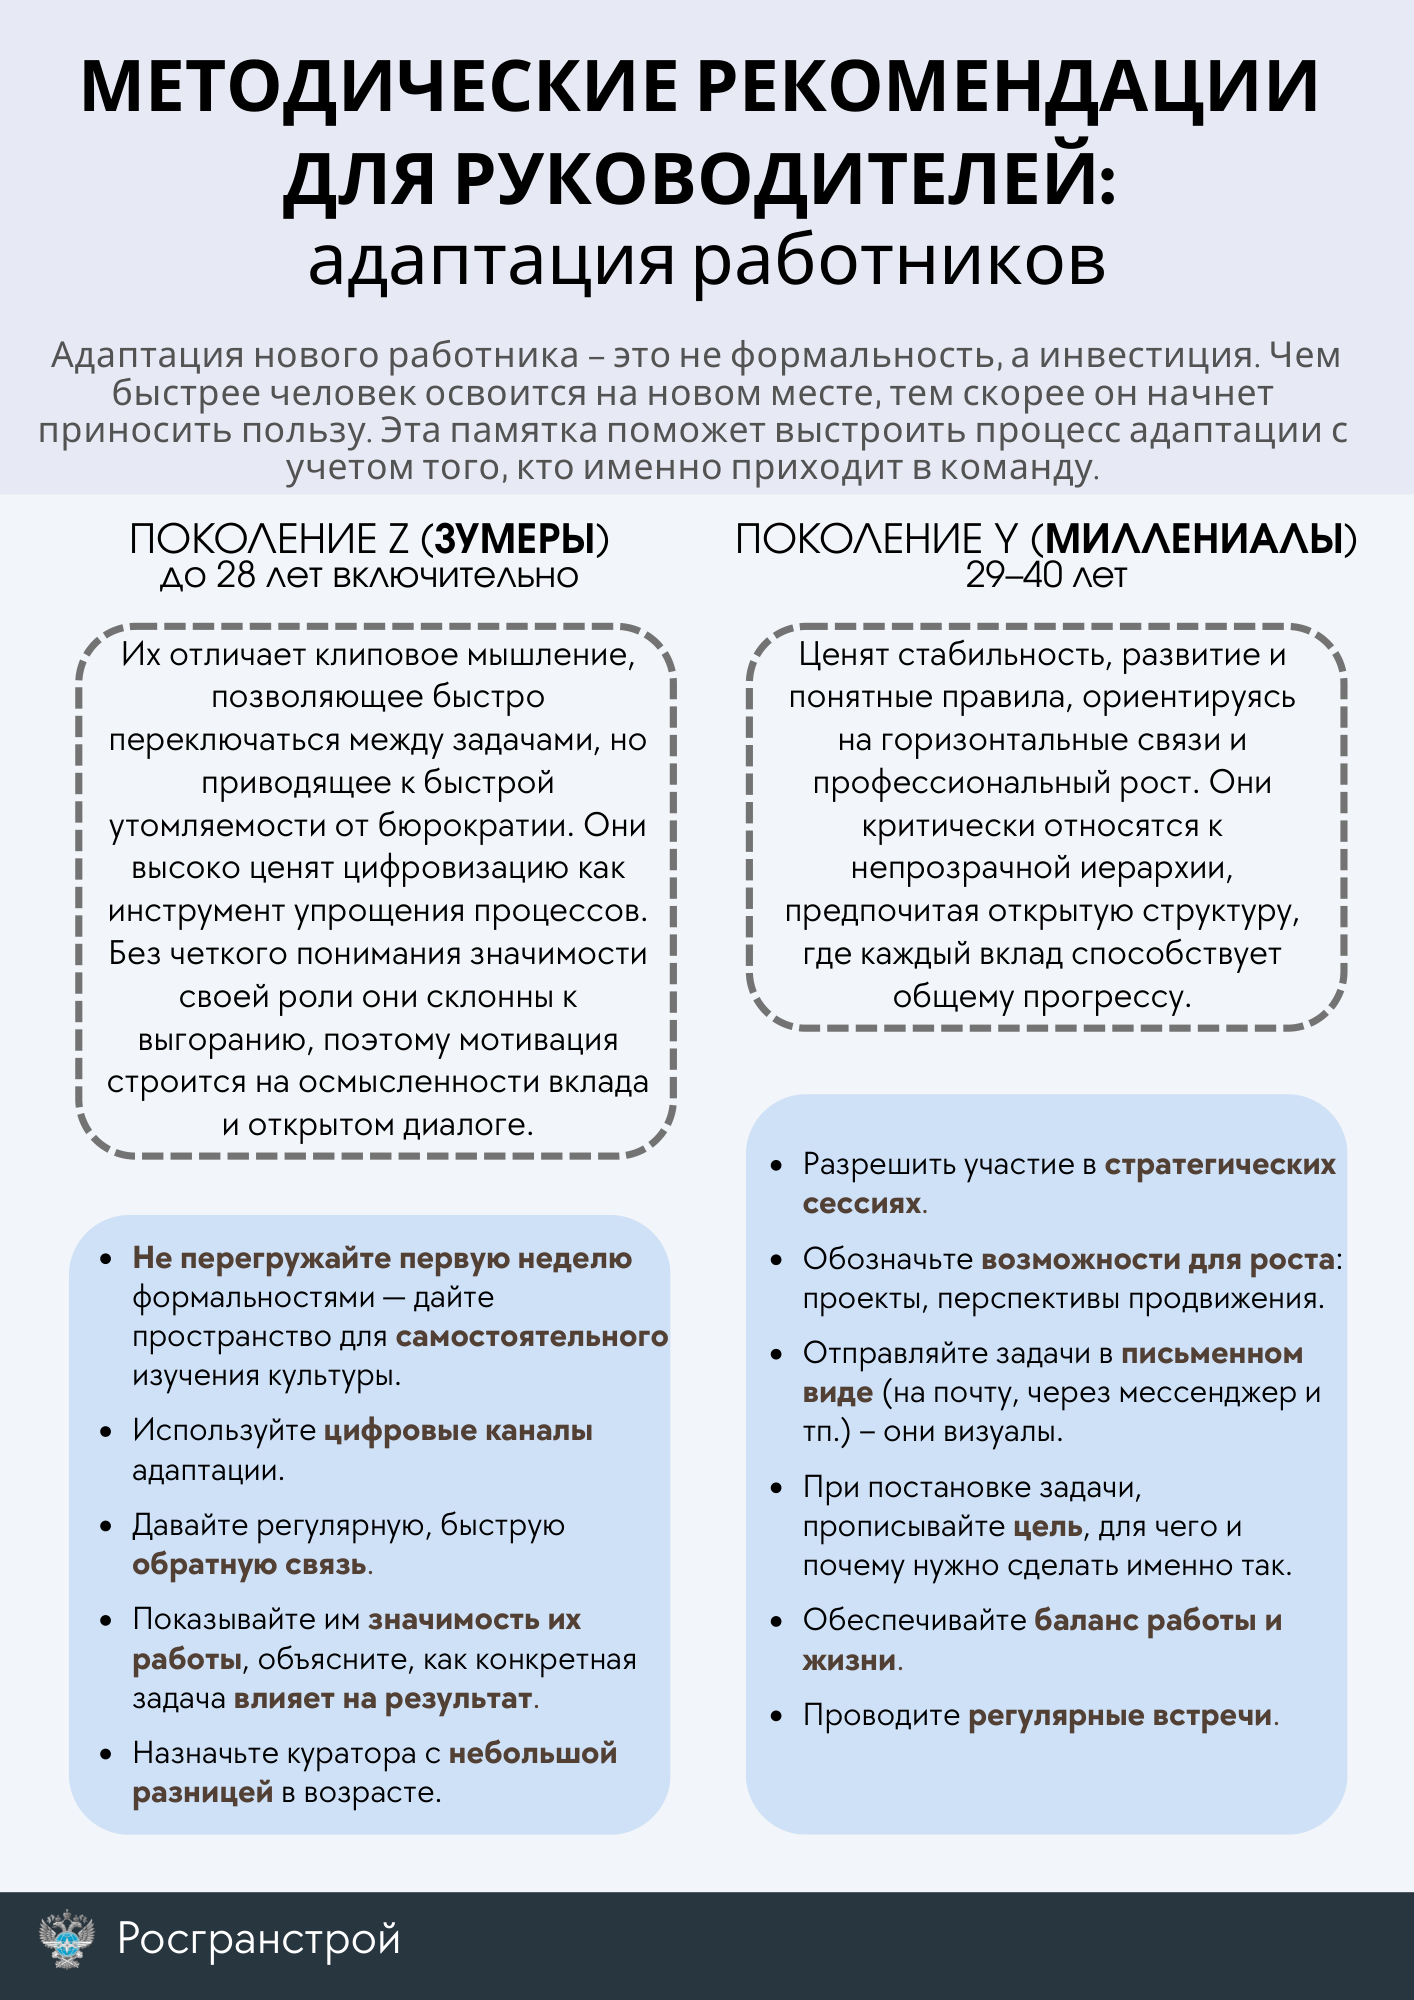 МЕТОДИЧЕСКИЕ РЕКОМЕНДАЦИИ
ДЛЯ РУКОВОДИТЕЛЕЙ:
адаптация работников
Адаптация нового работника – это не формальность, а инвестиция. Чем
быстрее человек освоится на новом месте, тем скорее он начнет
приносить пользу. Эта памятка поможет выстроить процесс адаптации с
учетом того, кто именно приходит в команду.
ПОКОЛЕНИЕ Z (ЗУМЕРЫ)
до 28 лет включительно
Их отличает клиповое мышление,
позволяющее быстро
переключаться между задачами, но
приводящее к быстрой
утомляемости от бюрократии. Они
высоко ценят цифровизацию как
инструмент упрощения процессов.
Без четкого понимания значимости
своей роли они склонны к
выгоранию, поэтому мотивация
строится на осмысленности вклада
и открытом диалоге.
• Не перегружайте первую неделю
формальностями — дайте
пространство для самостоятельного
изучения культуры.
• Используйте цифровые каналы
адаптации.
• Давайте регулярную, быструю
обратную связь.
• Показывайте им значимость их
работы, объясните, как конкретная
задача влияет на результат.
• Назначьте куратора с небольшой
разницей в возрасте.
ПОКОЛЕНИЕ Y (МИЛЛЕНИАЛЫ)
29–40 лет
Ценят стабильность, развитие и
понятные правила, ориентируясь
на горизонтальные связи и
профессиональный рост. Они
критически относятся к
непрозрачной иерархии,
предпочитая открытую структуру,
где каждый вклад способствует
общему прогрессу.
• Разрешить участие в стратегических
сессиях.
• Обозначьте возможности для роста:
проекты, перспективы продвижения.
• Отправляйте задачи в письменном
виде (на почту, через мессенджер и
тп.) – они визуалы.
• При постановке задачи,
прописывайте цель, для чего и
почему нужно сделать именно так.
• Обеспечивайте баланс работы и
жизни.
• Проводите регулярные встречи.
Росгранстрой